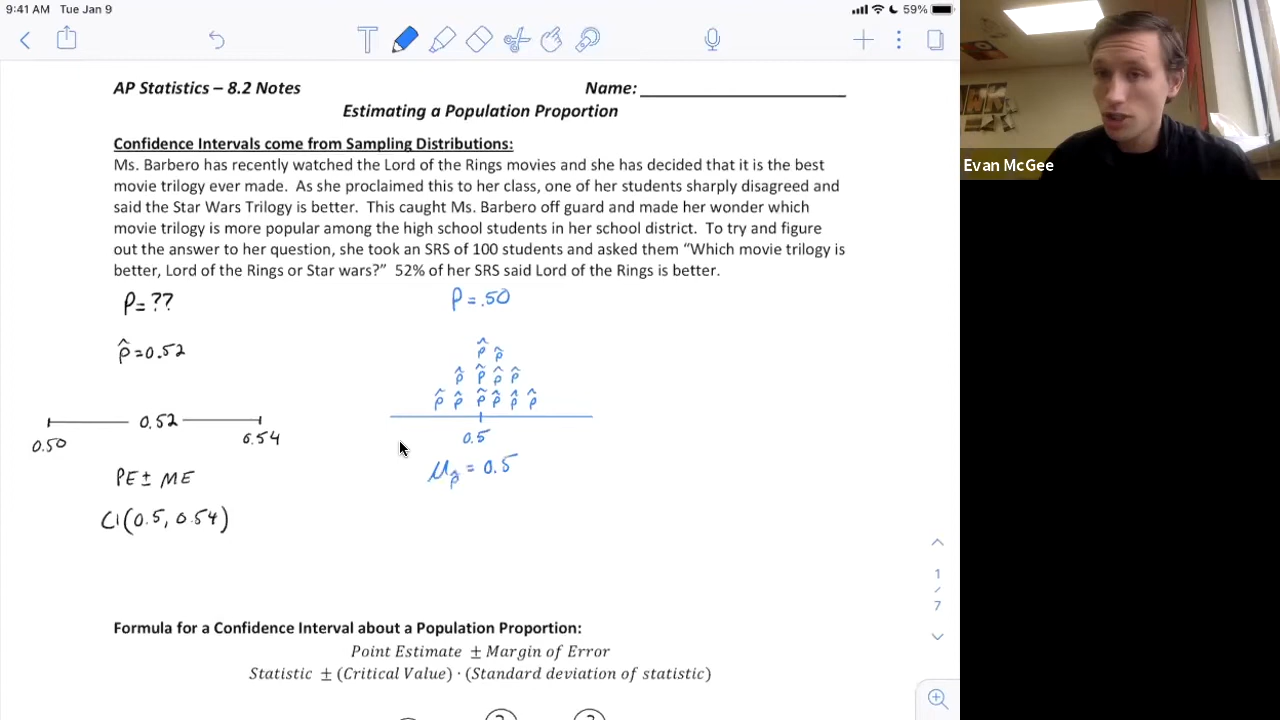 9:41 AM Tue Jan 9
59%
AP Statistics – 8.2 Notes Name:
Estimating a Population Proportion
Confidence Intervals come from Sampling Distributions:
Ms. Barbero has recently watched the Lord of the Rings movies and she has decided that it is the best
movie trilogy ever made. As she proclaimed this to her class, one of her students sharply disagreed and
said the Star Wars Trilogy is better. This caught Ms. Barbero off guard and made her wonder which
movie trilogy is more popular among the high school students in her school district. To try and figure
out the answer to her question, she took an SRS of 100 students and asked them “Which movie trilogy is
better, Lord of the Rings or Star wars?” 52% of her SRS said Lord of the Rings is better.
P = ??
p̂ = 0.52
0.52
0.50 0.54
PE ± ME
CI (0.5, 0.54)
P = .50
p̂ p̂
p̂ p̂ p̂ p̂
p̂ p̂ p̂ p̂ p̂ p̂
0.5
μp̂ = 0.5
Formula for a Confidence Interval about a Population Proportion:
Point Estimate ± Margin of Error
Statistic ± (Critical Value) · (Standard deviation of statistic)
1
/
7
Evan McGee